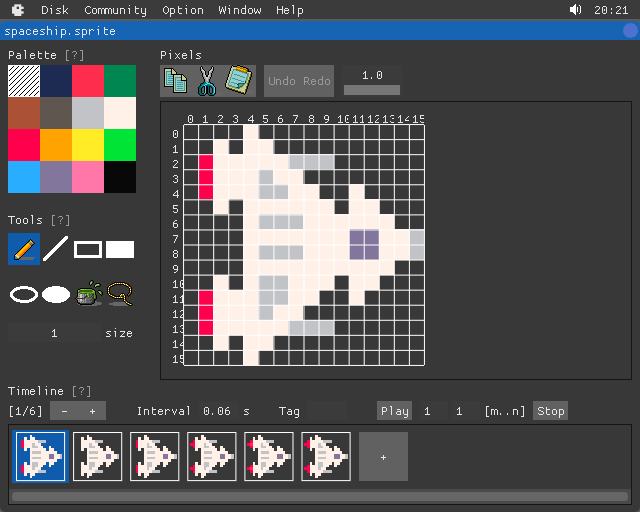 Disk Community Option Window Help 20:21
spaceship.sprite
Palette [?] Pixels
Undo Redo 1.0
0 1 2 3 4 5 6 7 8 9 10 11 12 13 14 15
0
1
2
3
4
5
6
7
8
9
10
11
12
13
14
15
Tools [?]
1 size
Timeline [?]
[1/6] - + Interval 0.06 s Tag Play 1 1 [m..n] Stop
+